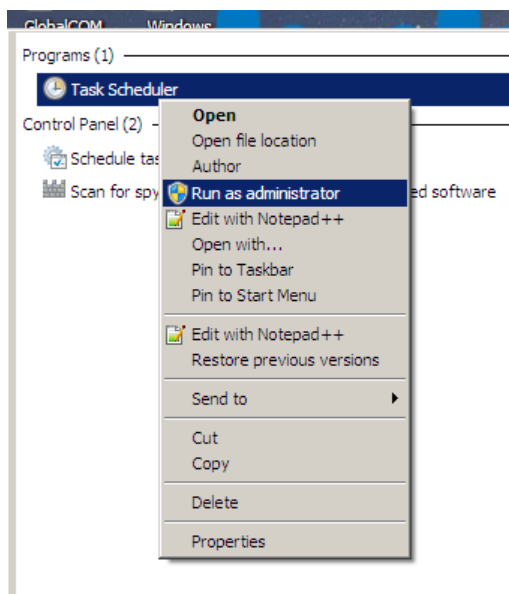 GlobalCOM Windows
Programs (1)
Task Scheduler
Control Panel (2)
Schedule tas
Scan for spy
ed software
Open
Open file location
Author
Run as administrator
Edit with Notepad++
Open with...
Pin to Taskbar
Pin to Start Menu
Edit with Notepad++
Restore previous versions
Send to
Cut
Copy
Delete
Properties